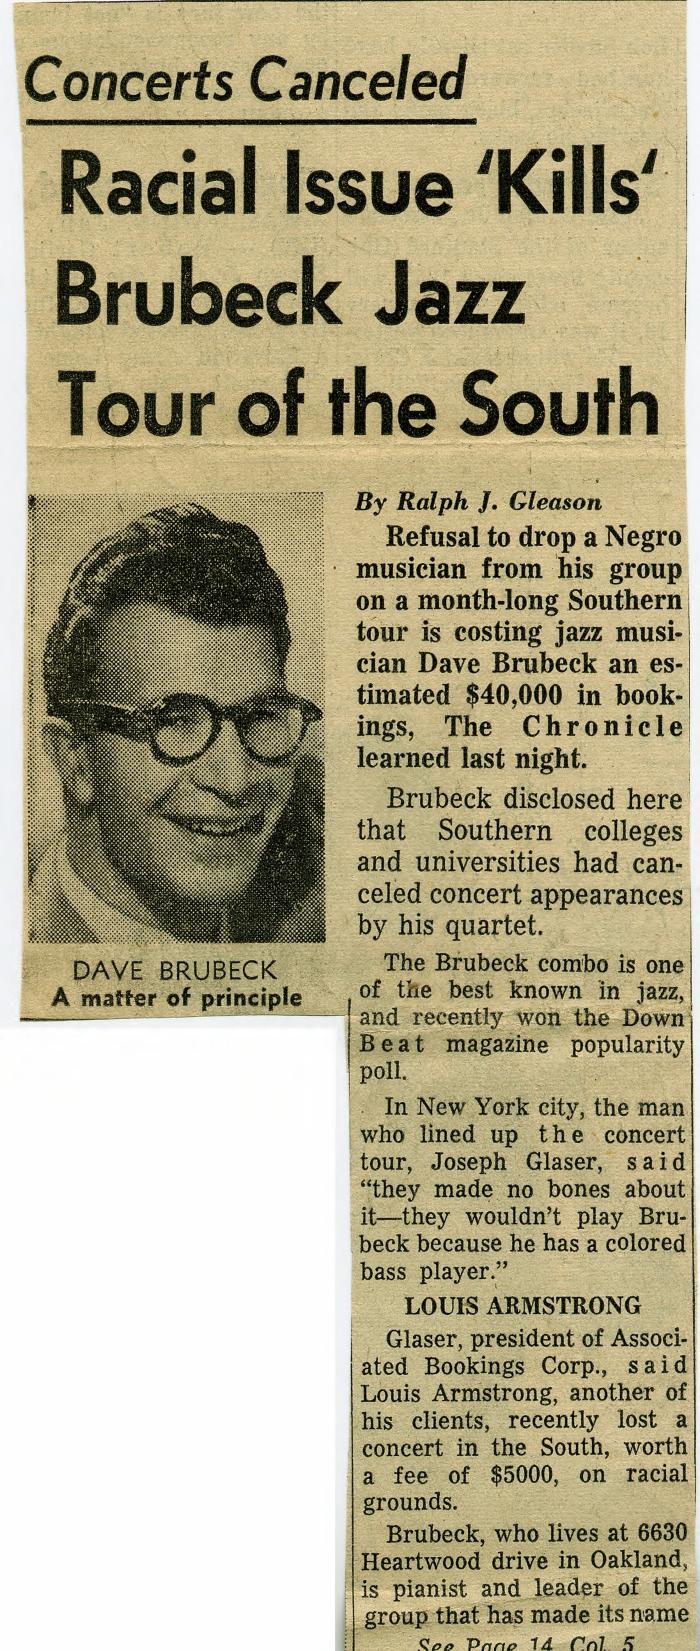 Concerts Canceled
Racial Issue ‘Kills‘
Brubeck Jazz
Tour of the South
DAVE BRUBECK
A matter of principle
By Ralph J. Gleason
Refusal to drop a Negro
musician from his group
on a month-long Southern
tour is costing jazz musi-
cian Dave Brubeck an es-
timated $40,000 in book-
ings, The Chronicle
learned last night.
Brubeck disclosed here
that Southern colleges
and universities had can-
celed concert appearances
by his quartet.
The Brubeck combo is one
of the best known in jazz,
and recently won the Down
Beat magazine popularity
poll.
In New York city, the man
who lined up the concert
tour, Joseph Glaser, said
“they made no bones about
it—they wouldn’t play Bru-
beck because he has a colored
bass player.”
LOUIS ARMSTRONG
Glaser, president of Associ-
ated Bookings Corp., said
Louis Armstrong, another of
his clients, recently lost a
concert in the South, worth
a fee of $5000, on racial
grounds.
Brubeck, who lives at 6630
Heartwood drive in Oakland,
is pianist and leader of the
group that has made its name
See Page 14, Col. 5